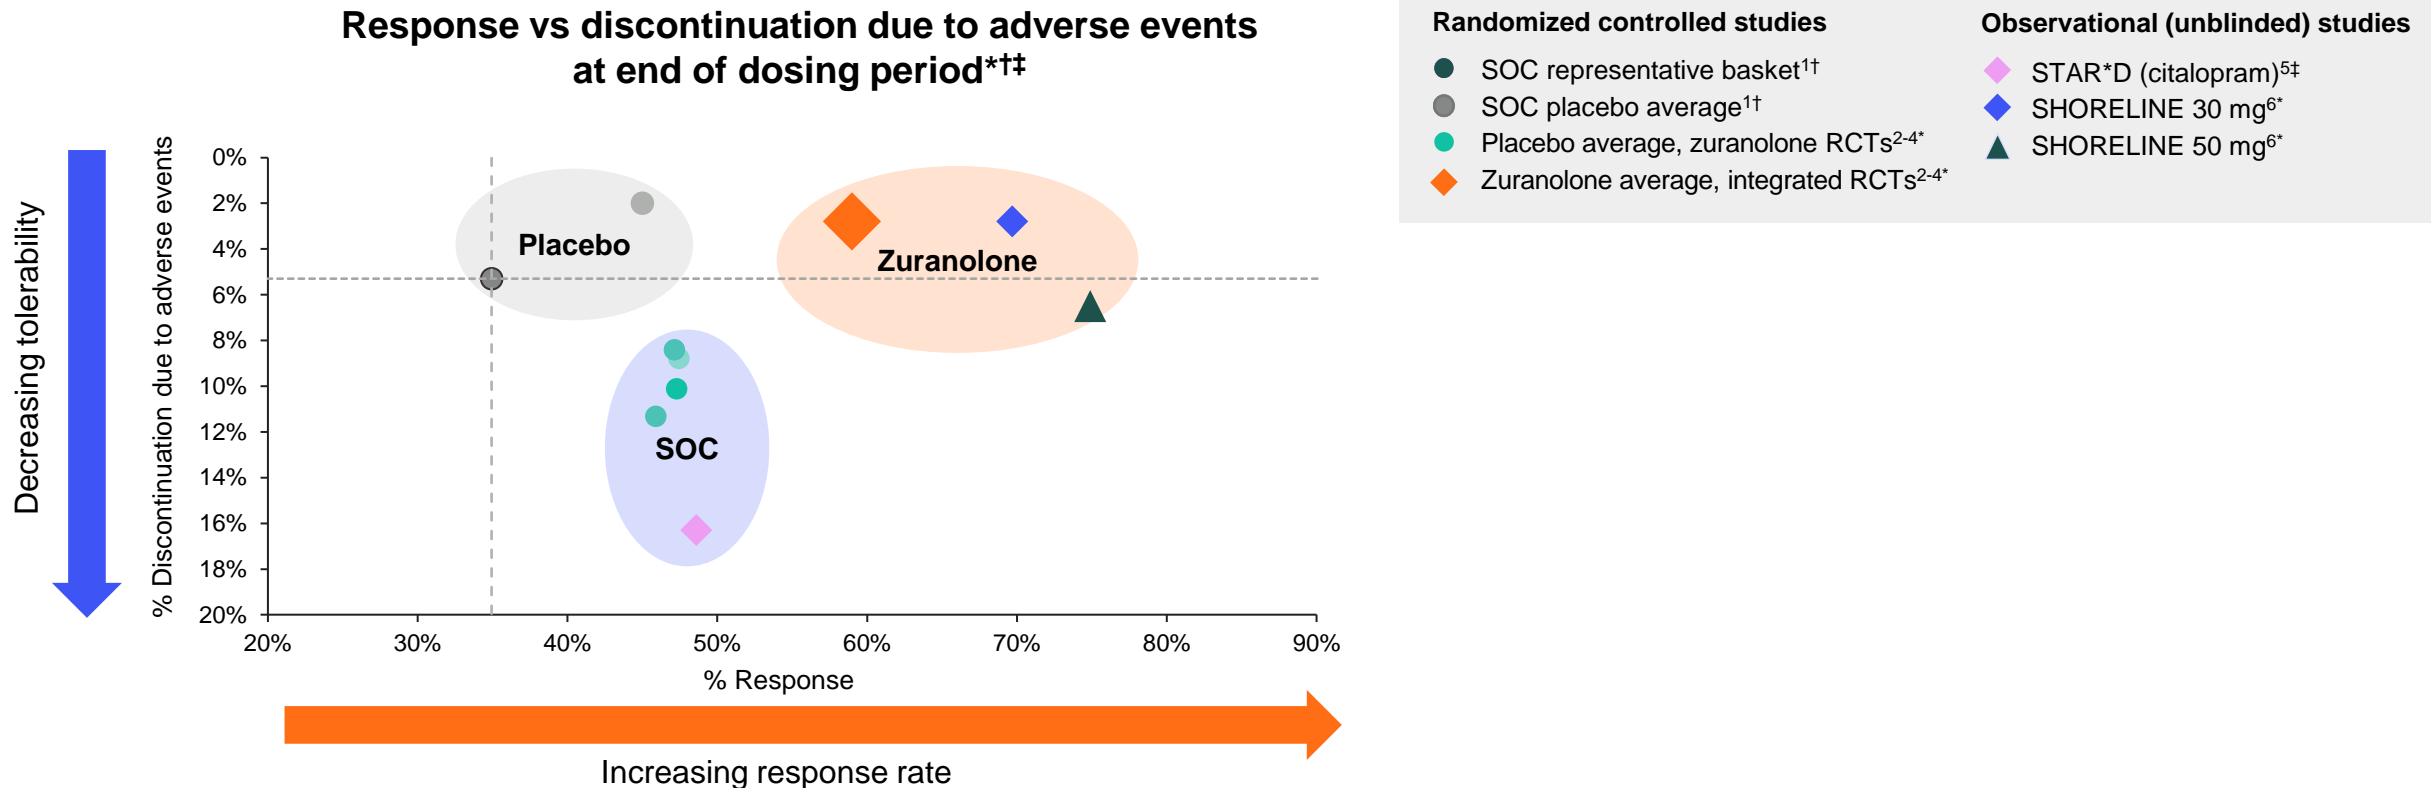 Response vs discontinuation due to adverse events
at end of dosing period*†‡
Randomized controlled studies
SOC representative basket1†
SOC placebo average1†
Placebo average, zuranolone RCTs2-4*
Zuranolone average, integrated RCTs2-4*
Observational (unblinded) studies
STAR*D (citalopram)5‡
SHORELINE 30 mg6*
SHORELINE 50 mg6*
Decreasing tolerability
% Discontinuation due to adverse events
0%
2%
4%
6%
8%
10%
12%
14%
16%
18%
20%
Placebo
Zuranolone
SOC
20%
30%
40%
50%
60%
70%
80%
90%
% Response
Increasing response rate